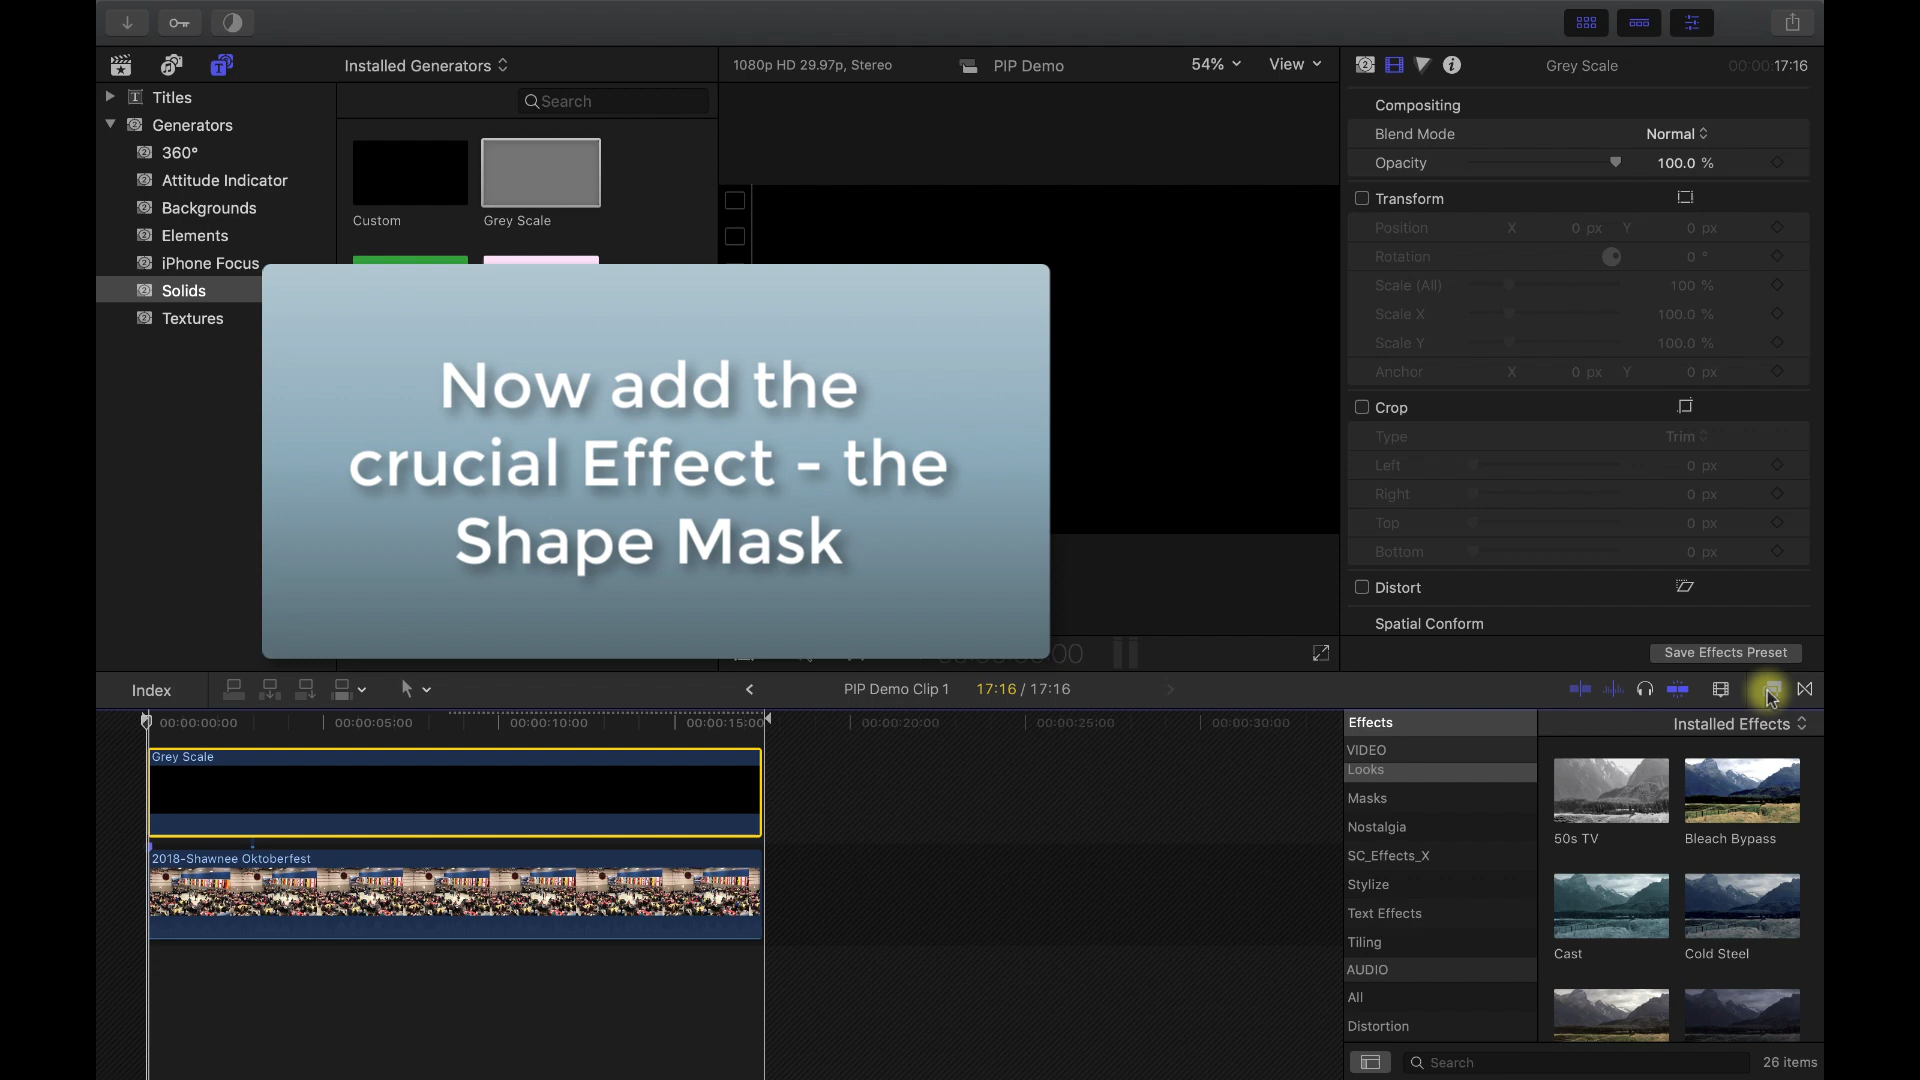 Installed Generators
1080p HD 29.97p, Stereo
PIP Demo
54%
View
Grey Scale
00:00:17:16
Titles
Generators
360°
Attitude Indicator
Backgrounds
Elements
iPhone Focus
Solids
Textures
Search
Custom
Grey Scale
Now add the
crucial Effect - the
Shape Mask
Compositing
Blend Mode
Normal
Opacity
100.0 %
Transform
Position X 0 px Y 0 px
Rotation 0 °
Scale (All) 100 %
Scale X 100.0 %
Scale Y 100.0 %
Anchor X 0 px Y 0 px
Crop
Type Trim
Left 0 px
Right 0 px
Top 0 px
Bottom 0 px
Distort
Spatial Conform
Save Effects Preset
Index
PIP Demo Clip 1
17:16 / 17:16
00:00:00:00
00:00:05:00
00:00:10:00
00:00:15:00
00:00:20:00
00:00:25:00
00:00:30:00
Grey Scale
2018-Shawnee Oktoberfest
Effects
Installed Effects
VIDEO
Looks
Masks
Nostalgia
SC_Effects_X
Stylize
Text Effects
Tiling
AUDIO
All
Distortion
50s TV
Bleach Bypass
Cast
Cold Steel
Search
26 items